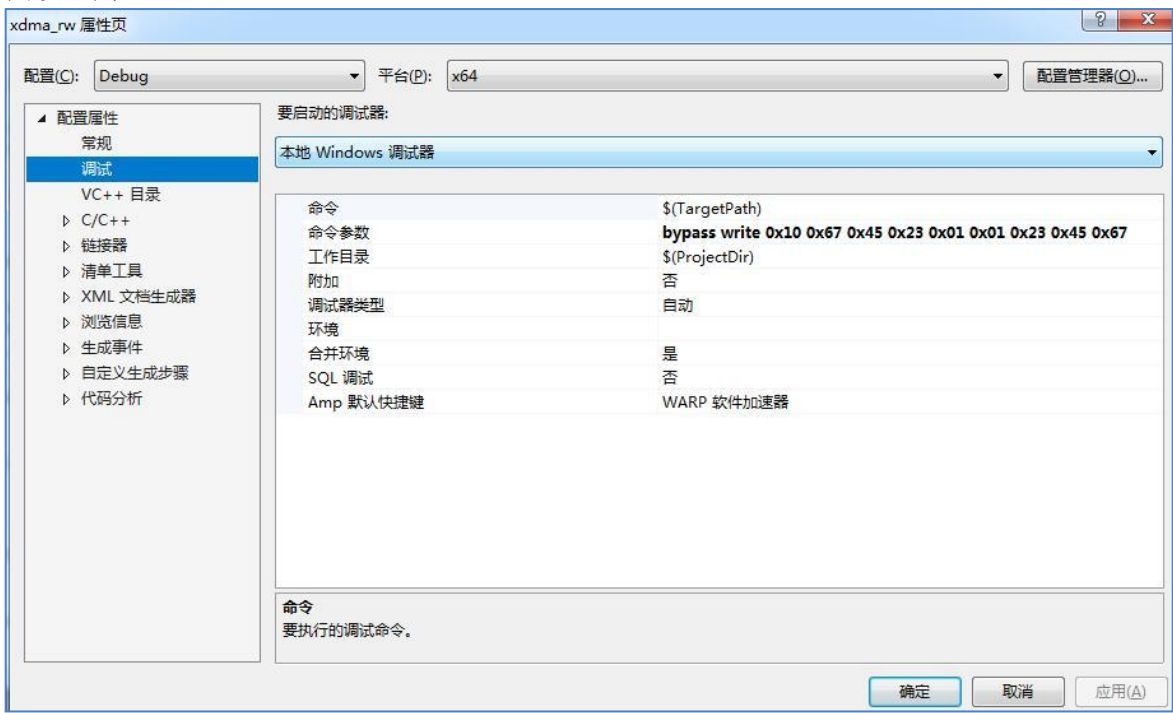 xdma_rw 属性页
配置(C): Debug 平台(P): x64 配置管理器(O)...
配置属性
常规
调试
VC++ 目录
C/C++
链接器
清单工具
XML 文档生成器
浏览信息
生成事件
自定义生成步骤
代码分析
要启动的调试器:
本地 Windows 调试器
命令 $(TargetPath)
命令参数 bypass write 0x10 0x67 0x45 0x23 0x01 0x01 0x23 0x45 0x67
工作目录 $(ProjectDir)
附加 否
调试器类型 自动
环境
合并环境 是
SQL 调试 否
Amp 默认快捷键 WARP 软件加速器
命令
要执行的调试命令。
确定 取消 应用(A)